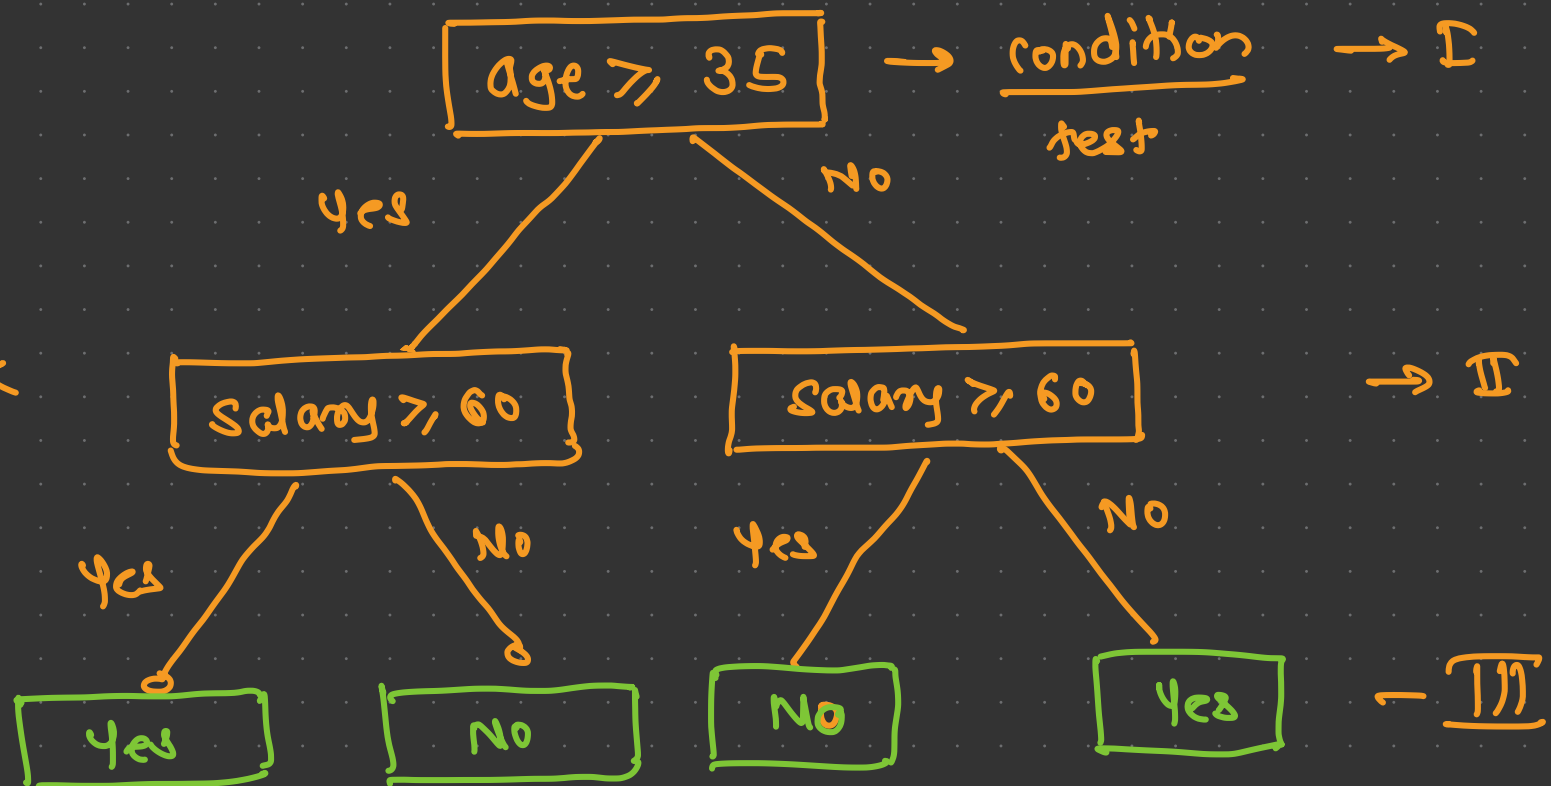 age ⩾ 35 → condition → I
test
Yes No
Salary ⩾ 60 Salary ⩾ 60 → II
Yes No Yes No
Yes No No Yes - III